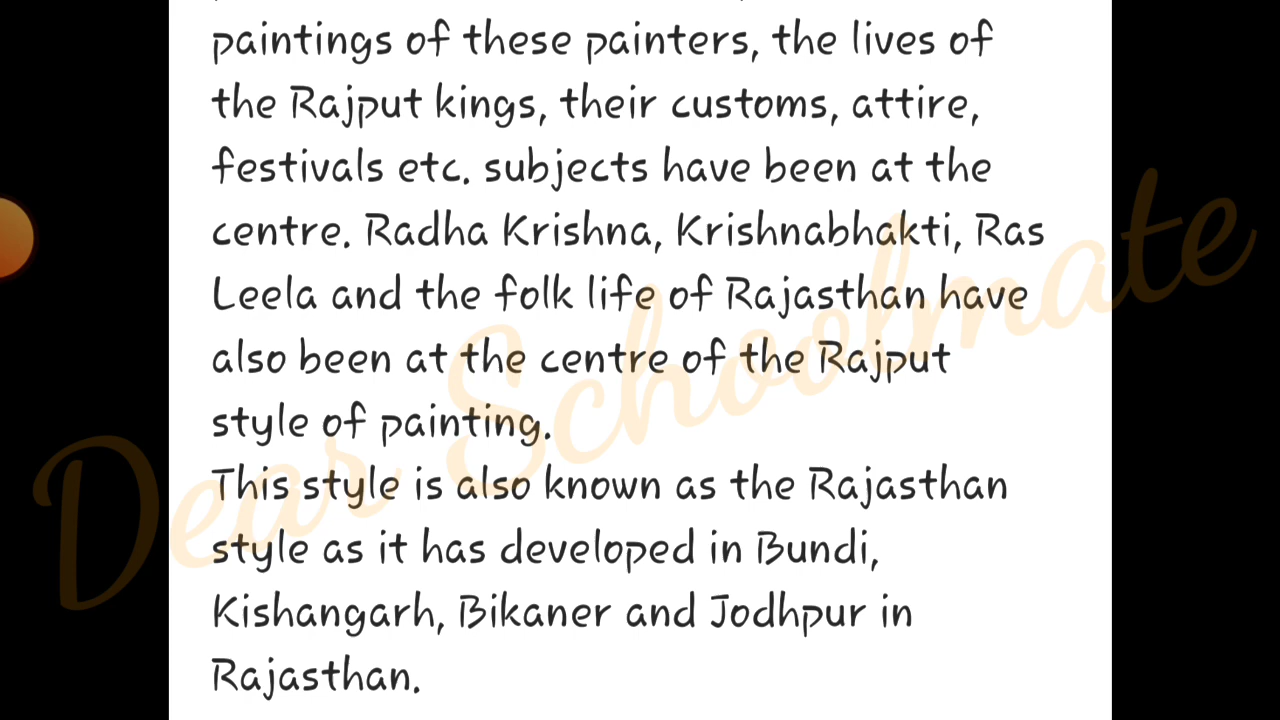 paintings of these painters, the lives of
the Rajput kings, their customs, attire,
festivals etc. subjects have been at the
centre. Radha Krishna, Krishnabhakti, Ras
Leela and the folk life of Rajasthan have
also been at the centre of the Rajput
style of painting.
This style is also known as the Rajasthan
style as it has developed in Bundi,
Kishangarh, Bikaner and Jodhpur in
Rajasthan.
Dear Schoolmate